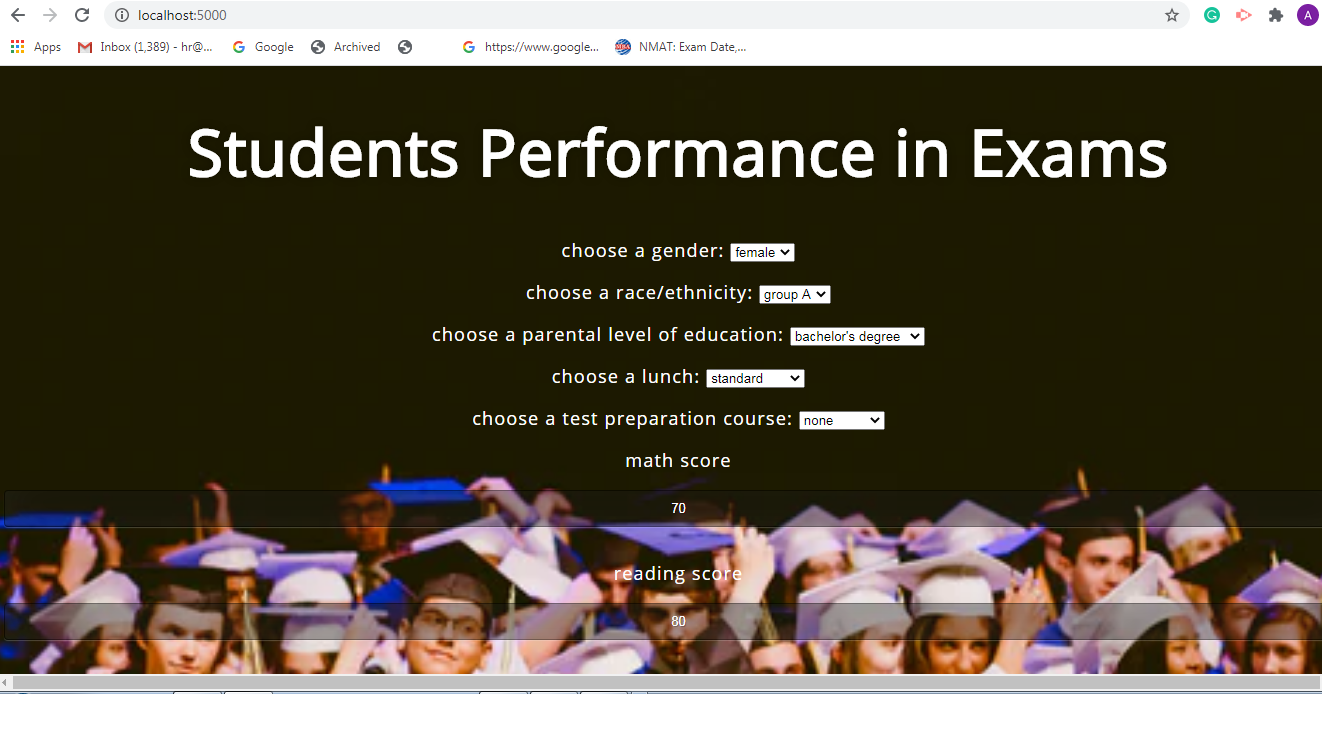 localhost:5000
A
Apps Inbox (1,389) - hr@... Google Archived https://www.google... MBA NMAT: Exam Date,...
Students Performance in Exams
choose a gender: female
choose a race/ethnicity: group A
choose a parental level of education: bachelor's degree
choose a lunch: standard
choose a test preparation course: none
math score
70
reading score
80